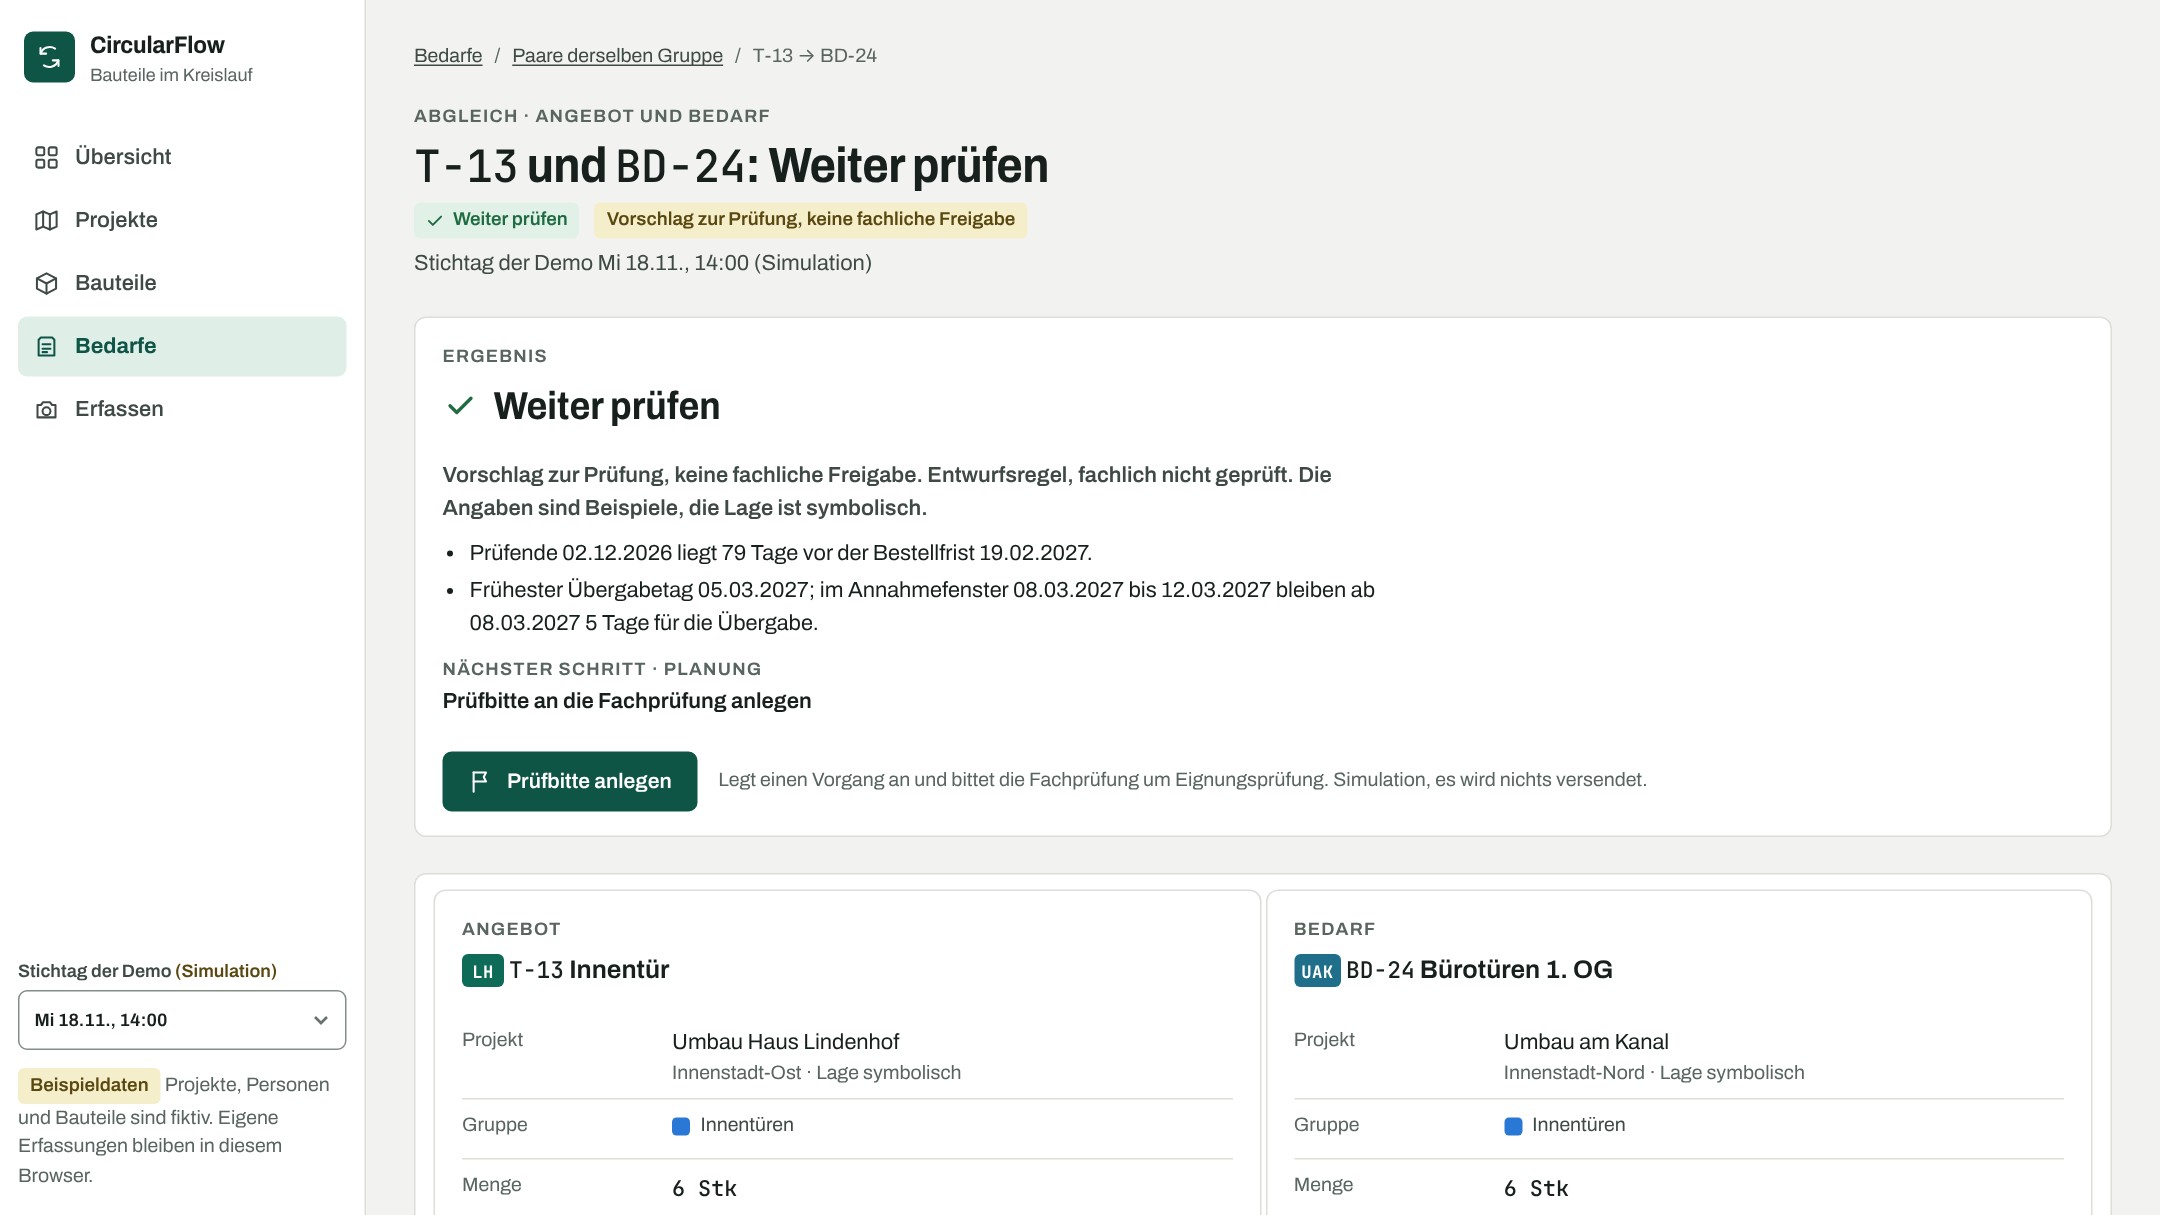 CircularFlow
Bauteile im Kreislauf
Übersicht
Projekte
Bauteile
Bedarfe
Erfassen
Stichtag der Demo (Simulation)
Mi 18.11., 14:00
Beispieldaten Projekte, Personen
und Bauteile sind fiktiv. Eigene
Erfassungen bleiben in diesem
Browser.
Bedarfe / Paare derselben Gruppe / T-13 → BD-24
ABGLEICH · ANGEBOT UND BEDARF
T-13 und BD-24: Weiter prüfen
Weiter prüfen Vorschlag zur Prüfung, keine fachliche Freigabe
Stichtag der Demo Mi 18.11., 14:00 (Simulation)
ERGEBNIS
Weiter prüfen
Vorschlag zur Prüfung, keine fachliche Freigabe. Entwurfsregel, fachlich nicht geprüft. Die
Angaben sind Beispiele, die Lage ist symbolisch.
• Prüfende 02.12.2026 liegt 79 Tage vor der Bestellfrist 19.02.2027.
• Frühester Übergabetag 05.03.2027; im Annahmefenster 08.03.2027 bis 12.03.2027 bleiben ab
08.03.2027 5 Tage für die Übergabe.
NÄCHSTER SCHRITT · PLANUNG
Prüfbitte an die Fachprüfung anlegen
Prüfbitte anlegen Legt einen Vorgang an und bittet die Fachprüfung um Eignungsprüfung. Simulation, es wird nichts versendet.
ANGEBOT
LH T-13 Innentür
Projekt Umbau Haus Lindenhof
Innenstadt-Ost · Lage symbolisch
Gruppe Innentüren
Menge 6 Stk
BEDARF
UAK BD-24 Bürotüren 1. OG
Projekt Umbau am Kanal
Innenstadt-Nord · Lage symbolisch
Gruppe Innentüren
Menge 6 Stk